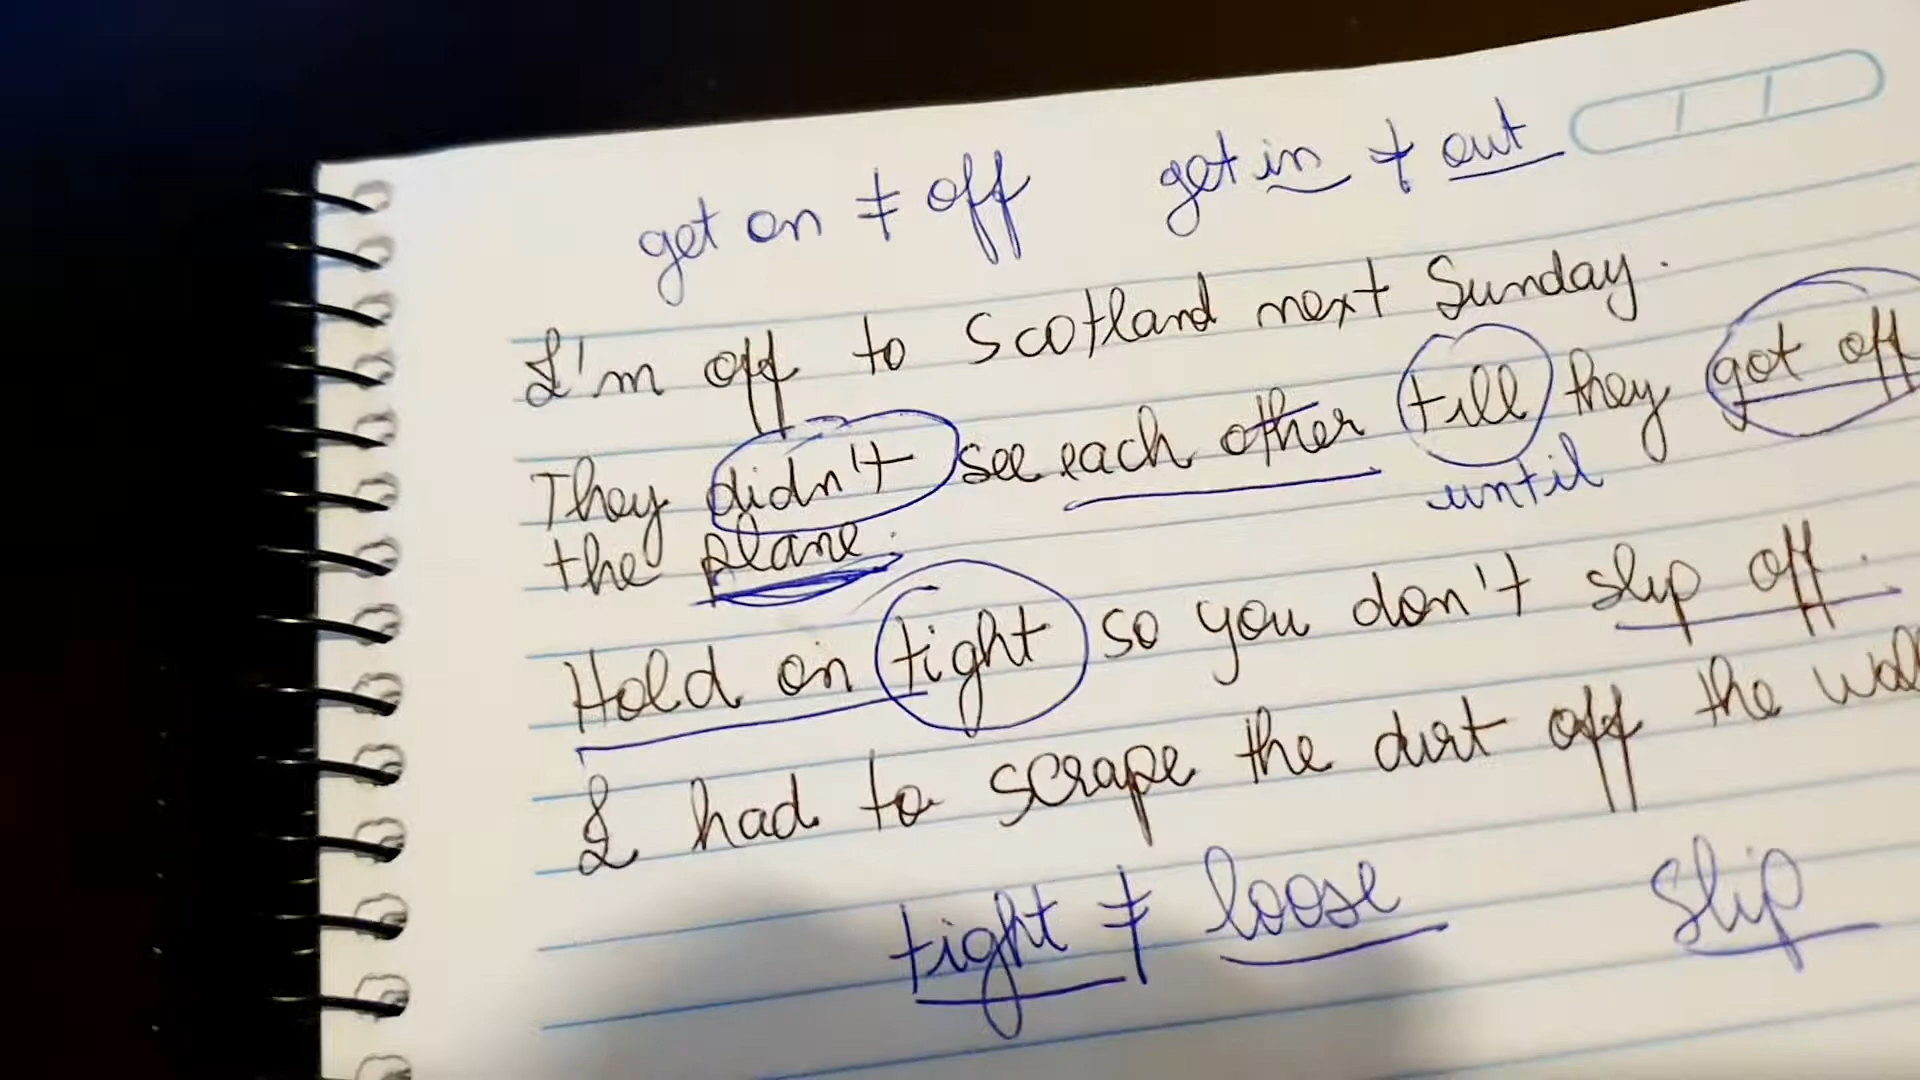 get on ≠ off get in ≠ out
I'm off to Scotland next Sunday.
They didn't see each other till they got off
until
the plane.
Hold on tight so you don't slip off.
I had to scrape the dirt off the
tight ≠ loose slip